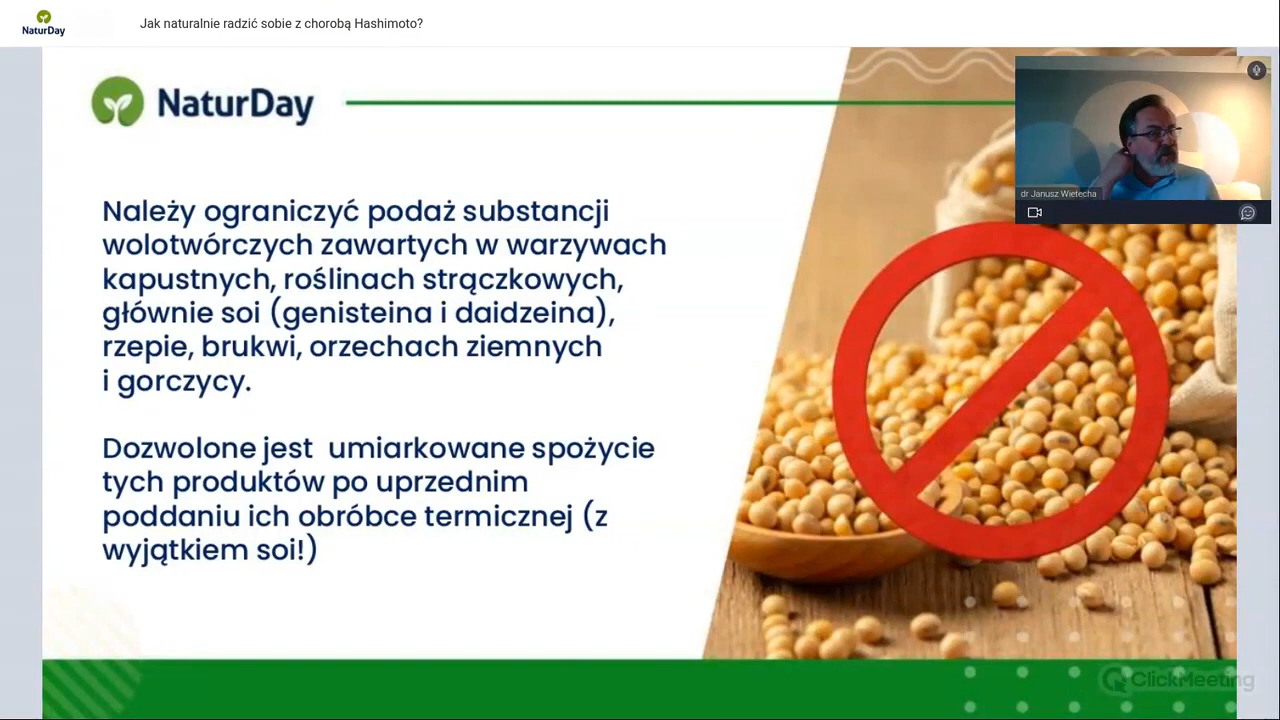 NaturDay
Jak naturalnie radzić sobie z chorobą Hashimoto?
NaturDay
dr Janusz Wietecha
Należy ograniczyć podaż substancji
wolotwórczych zawartych w warzywach
kapustnych, roślinach strączkowych,
głównie soi (genisteina i daidzeina),
rzepie, brukwi, orzechach ziemnych
i gorczycy.
Dozwolone jest  umiarkowane spożycie
tych produktów po uprzednim
poddaniu ich obróbce termicznej (z
wyjątkiem soi!)
ClickMeeting